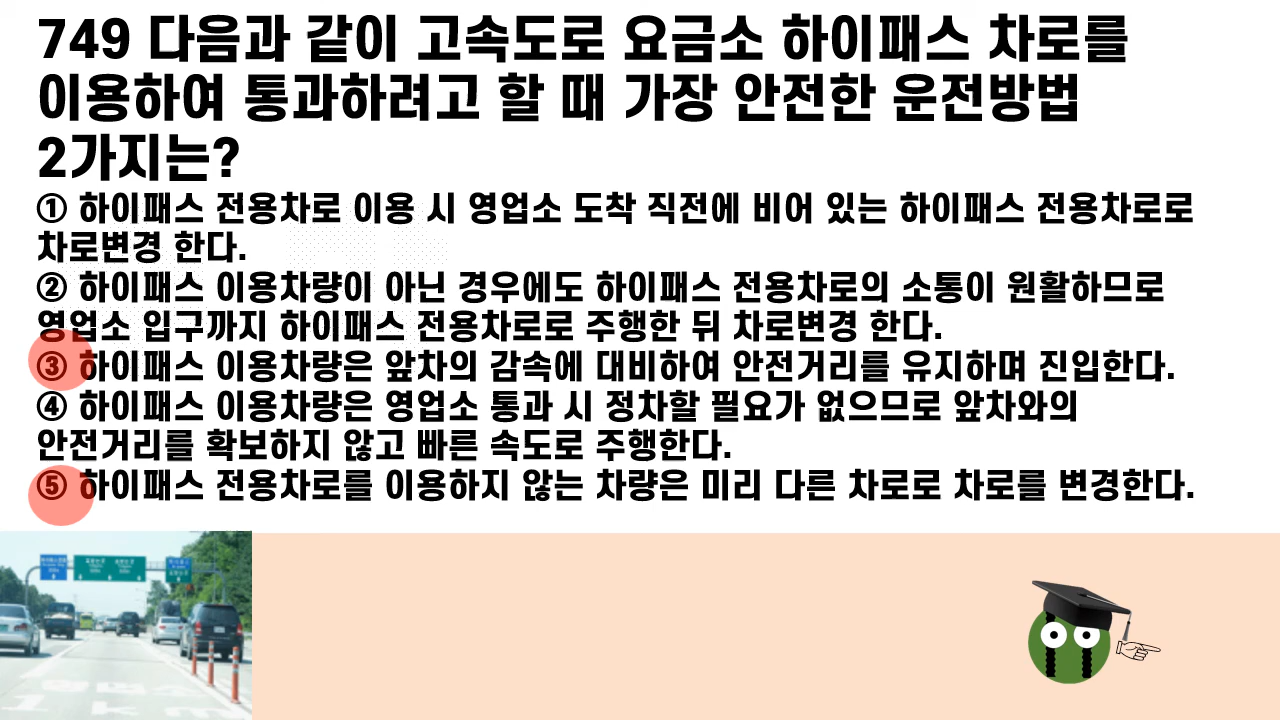 749 다음과 같이 고속도로 요금소 하이패스 차로를
이용하여 통과하려고 할 때 가장 안전한 운전방법
2가지는?
① 하이패스 전용차로 이용 시 영업소 도착 직전에 비어 있는 하이패스 전용차로로
차로변경 한다.
② 하이패스 이용차량이 아닌 경우에도 하이패스 전용차로의 소통이 원활하므로
영업소 입구까지 하이패스 전용차로로 주행한 뒤 차로변경 한다.
③ 하이패스 이용차량은 앞차의 감속에 대비하여 안전거리를 유지하며 진입한다.
④ 하이패스 이용차량은 영업소 통과 시 정차할 필요가 없으므로 앞차와의
안전거리를 확보하지 않고 빠른 속도로 주행한다.
⑤ 하이패스 전용차로를 이용하지 않는 차량은 미리 다른 차로로 차로를 변경한다.
1km